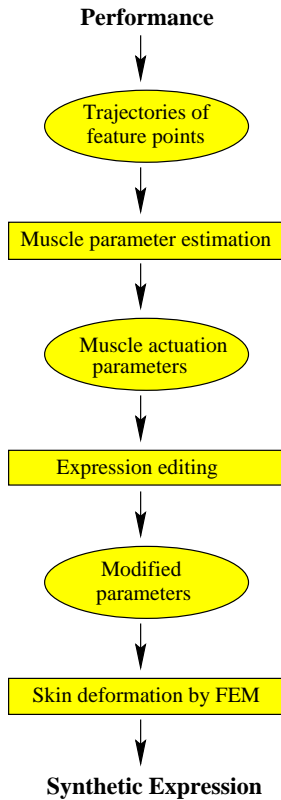 Performance
Trajectories of
feature points
Muscle parameter estimation
Muscle actuation
parameters
Expression editing
Modified
parameters
Skin deformation by FEM
Synthetic Expression